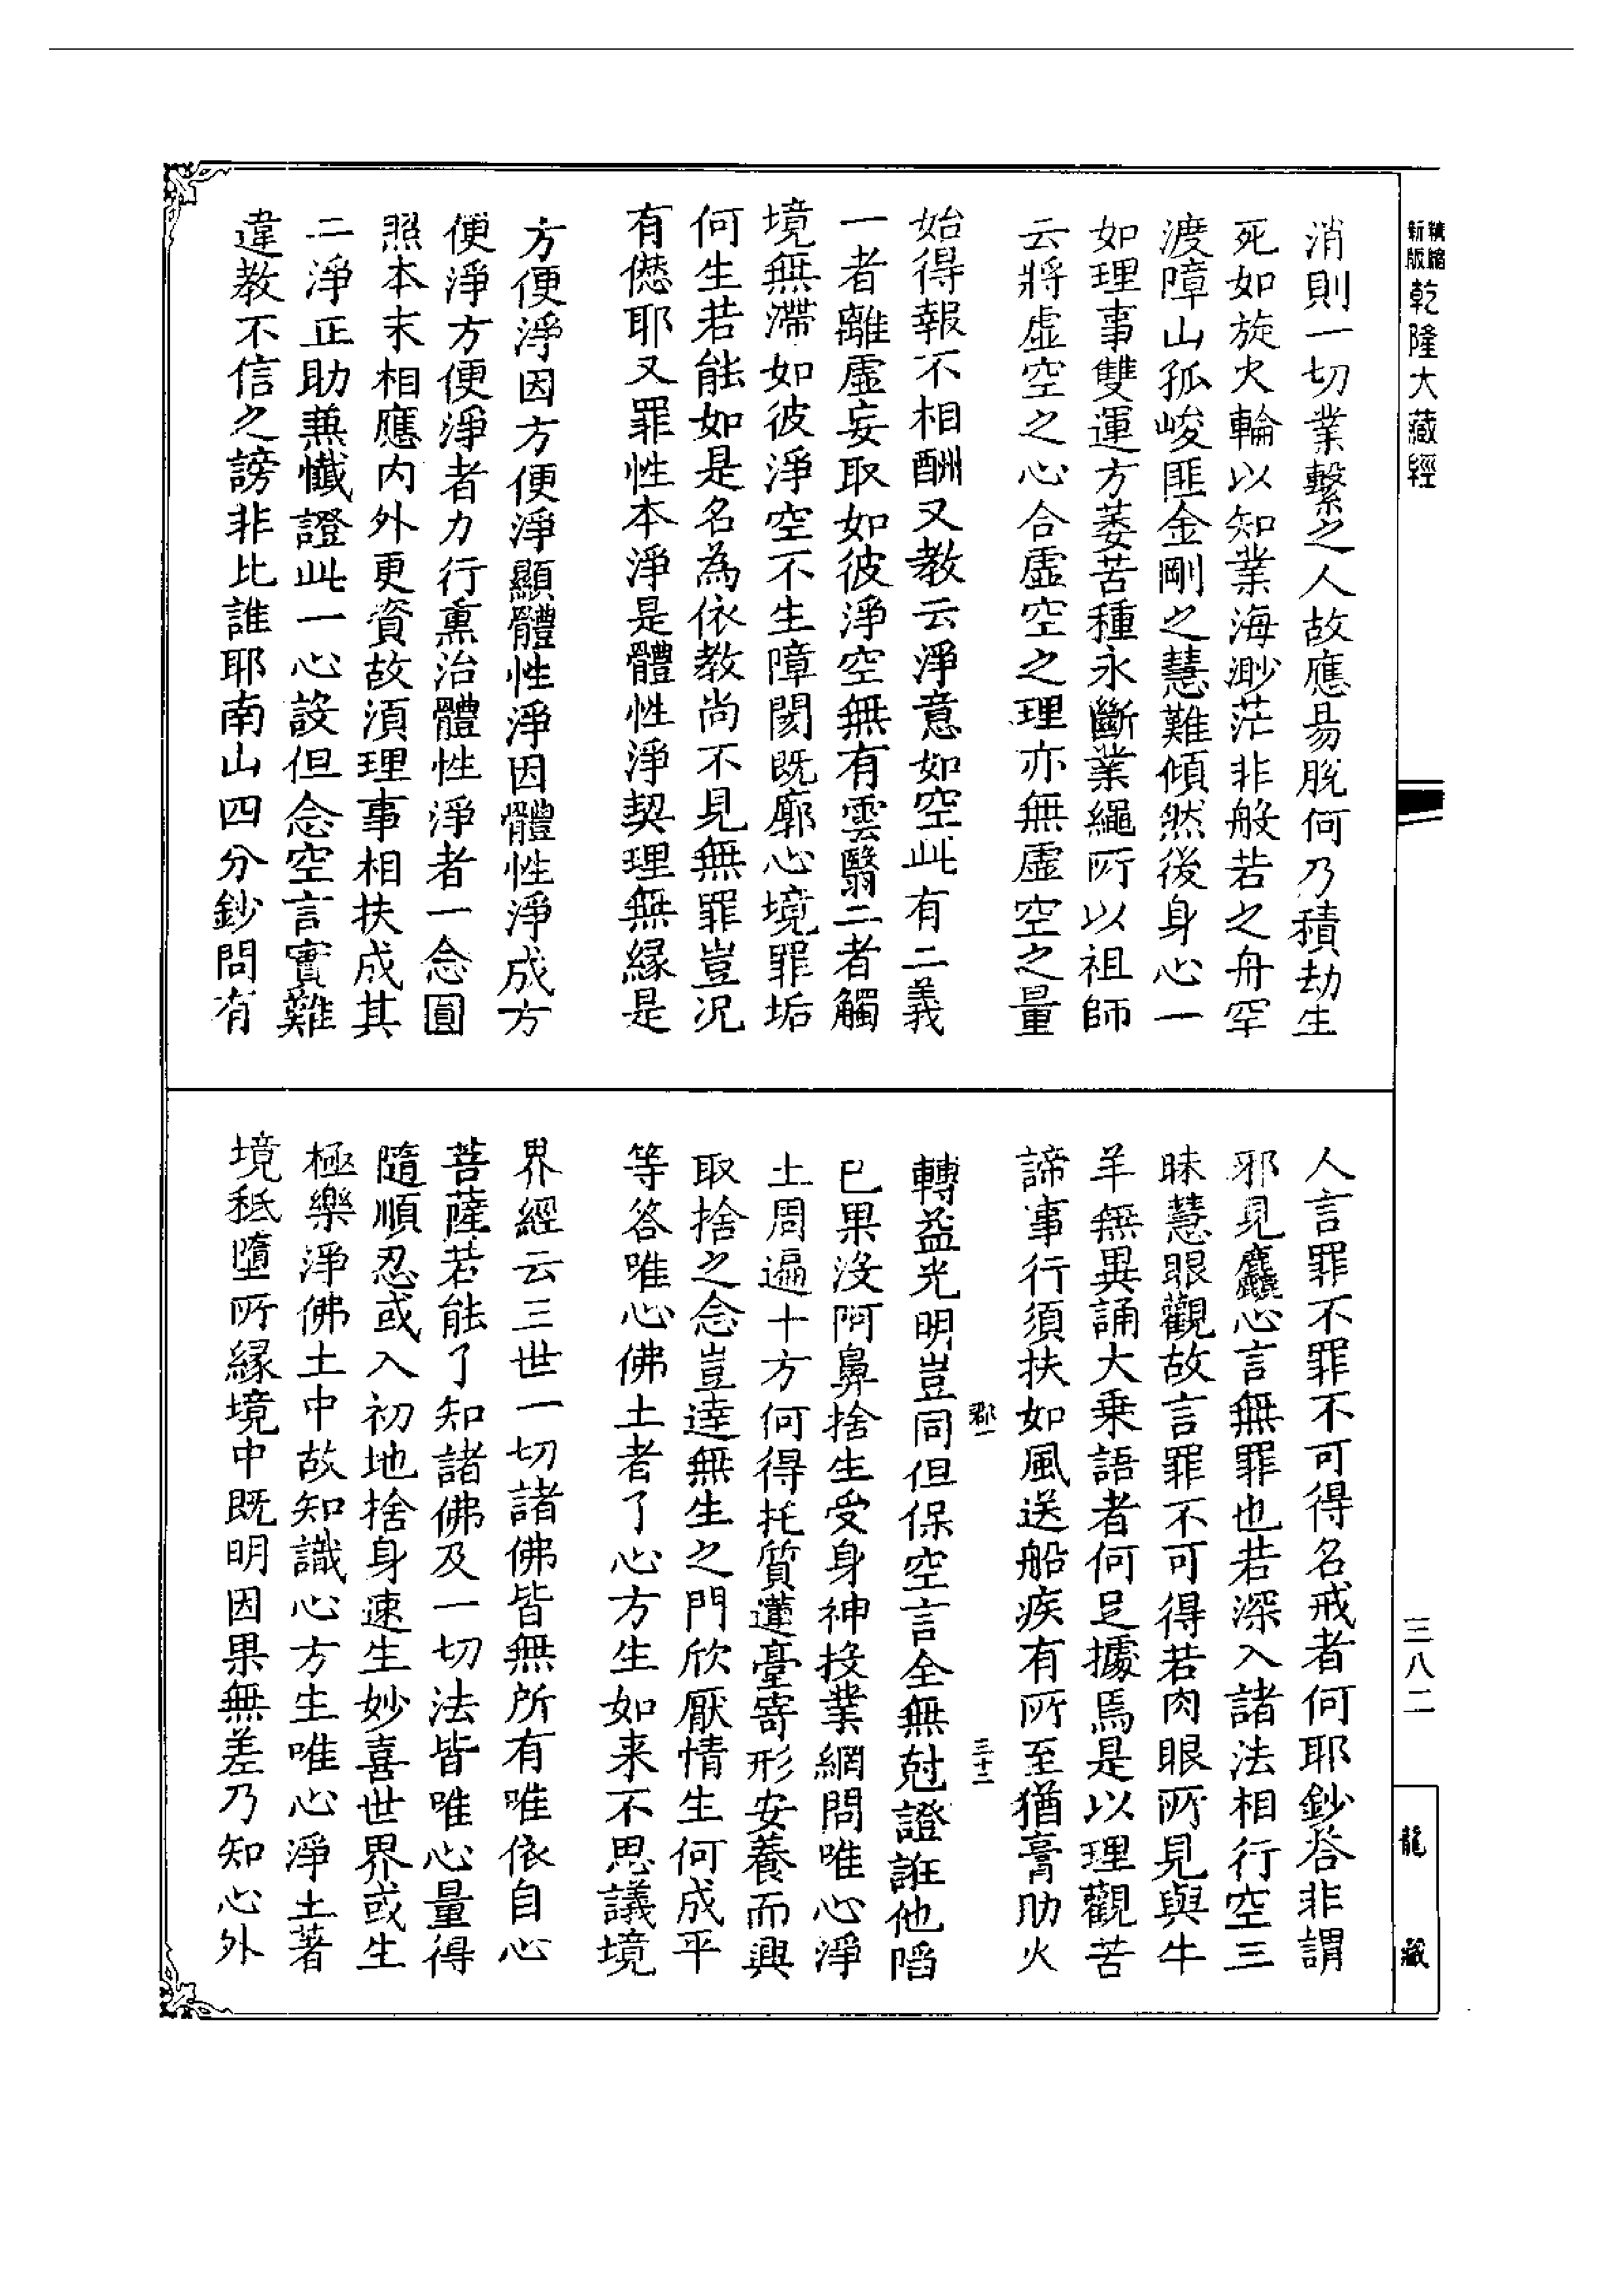 新版精縮
乾隆大藏經
消則一切業繫之人故應易脫何乃積劫生
死如旋火輪以知業海渺茫非般若之舟罕
渡障山孤峻匪金剛之慧難傾然後身心一
如理事雙運方萎苦種永斷業繩所以祖師
云將虛空之心合虛空之理亦無虛空之量
始得報不相酬又教云淨意如空此有二義
一者離虛妄取如彼淨空無有雲翳二者觸
境無滯如彼淨空不生障閡既廓心境罪垢
何生若能如是名為依教尚不見無罪豈況
有僽耶又罪性本淨是體性淨契理無緣是
方便淨因方便淨顯體性淨因體性淨成方
便淨方便淨者力行熏治體性淨者一念圓
照本末相應內外更資故湏理事相扶成其
二淨正助兼懺證此一心設但念空言實難
違教不信之謗非比誰耶南山四分鈔問有
人言罪不罪不可得名戒者何耶鈔荅非謂
邪見麤心言無罪也若深入諸法相行空三
昧慧眼觀故言罪不可得若肉眼所見與牛
羊無異誦大乗語者何足據焉是以理觀苦
諦事行須扶如風送船疾有所至猶膏助火
郡一
三十二
轉益光明豈同但保空言全無尅證誑他陷
已果沒阿鼻捨生受身神投業網問唯心淨
土周遍十方何得托質蓮臺寄形安養而興
取捨之念豈達無生之門欣厭情生何成平
等荅唯心佛土者了心方生如来不思議境
界經云三世一切諸佛皆無所有唯依自心
菩薩若能了知諸佛及一切法皆唯心量得
隨順忍或入初地捨身速生妙喜世界或生
極樂淨佛土中故知識心方生唯心淨土著
境秪墮所緣境中既明因果無差乃知心外
三八二
龍藏